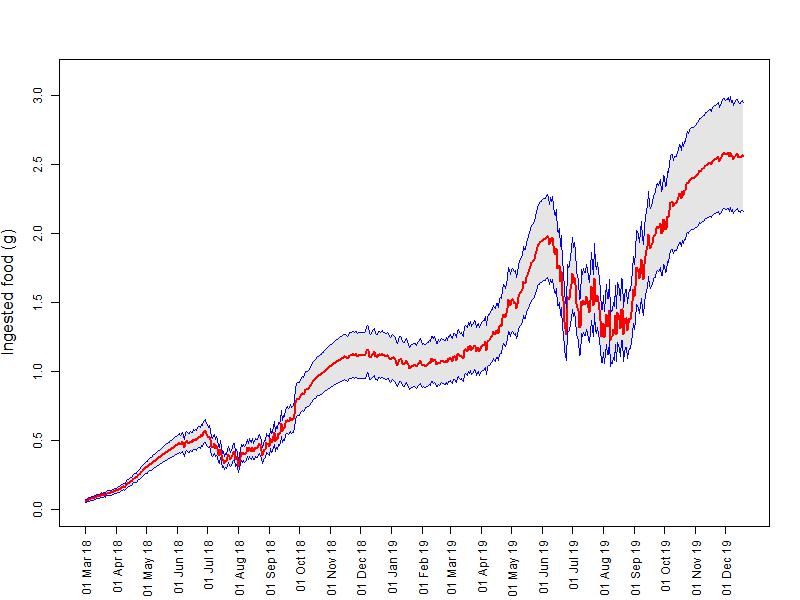 Ingested food (g)
3.0
2.5
2.0
1.5
1.0
0.5
0.0
01 Mar 18
01 Apr 18
01 May 18
01 Jun 18
01 Jul 18
01 Aug 18
01 Sep 18
01 Oct 18
01 Nov 18
01 Dec 18
01 Jan 19
01 Feb 19
01 Mar 19
01 Apr 19
01 May 19
01 Jun 19
01 Jul 19
01 Aug 19
01 Sep 19
01 Oct 19
01 Nov 19
01 Dec 19